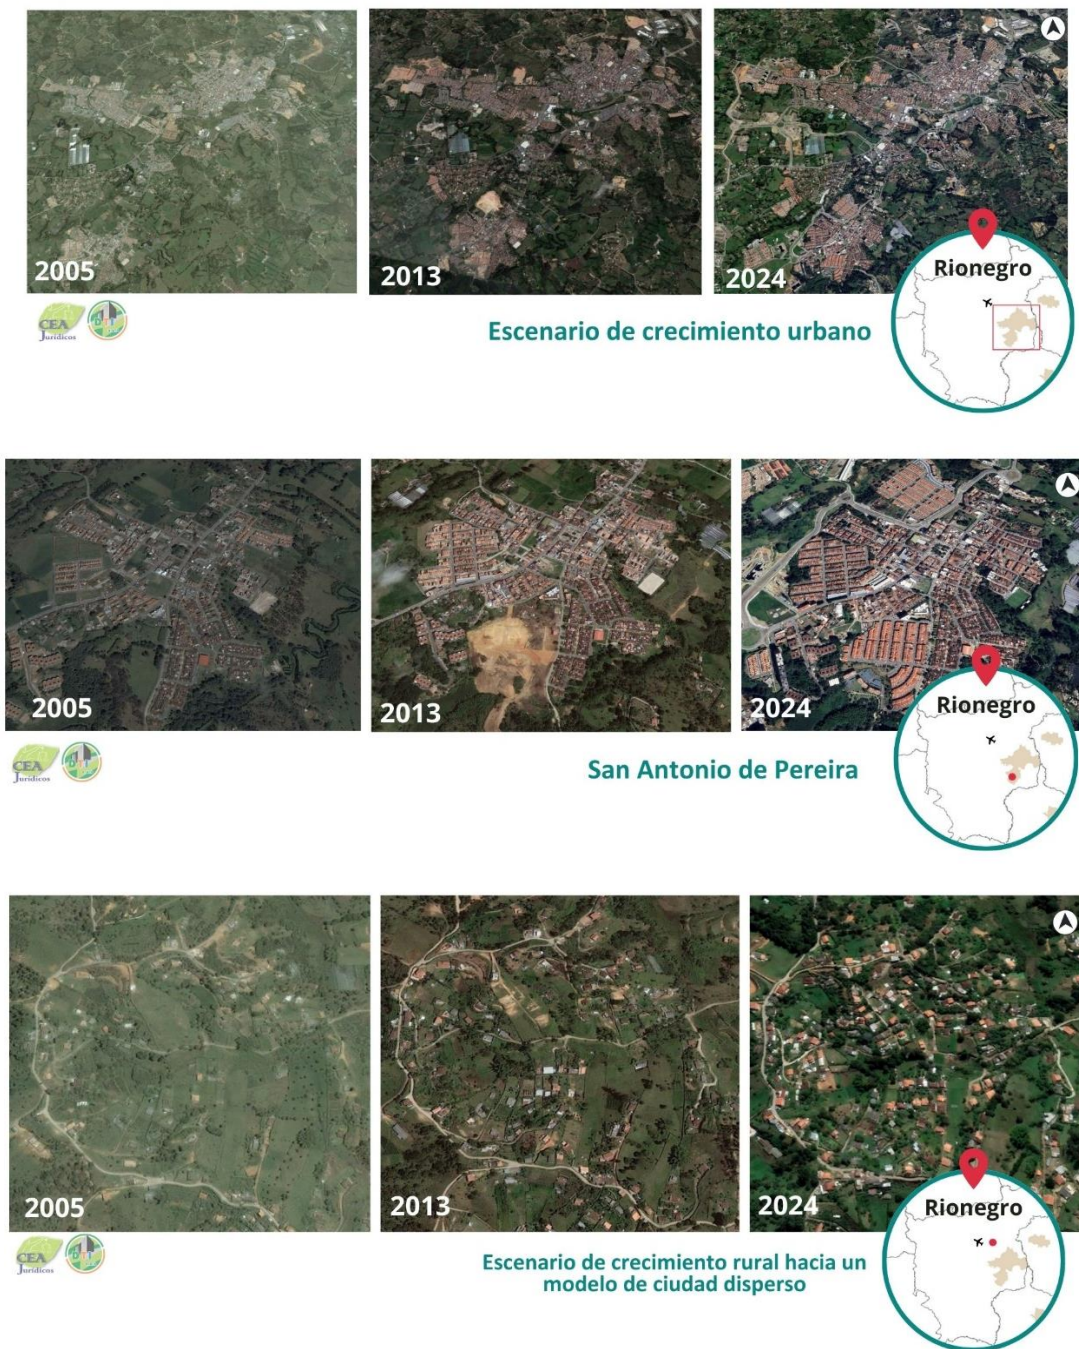 2005
2013
2024
Rionegro
CEA
Jurídicos
DTT
Escenario de crecimiento urbano
2005
2013
2024
Rionegro
CEA
Jurídicos
San Antonio de Pereira
2005
2013
2024
Rionegro
CEA
Jurídicos
Escenario de crecimiento rural hacia un
modelo de ciudad disperso